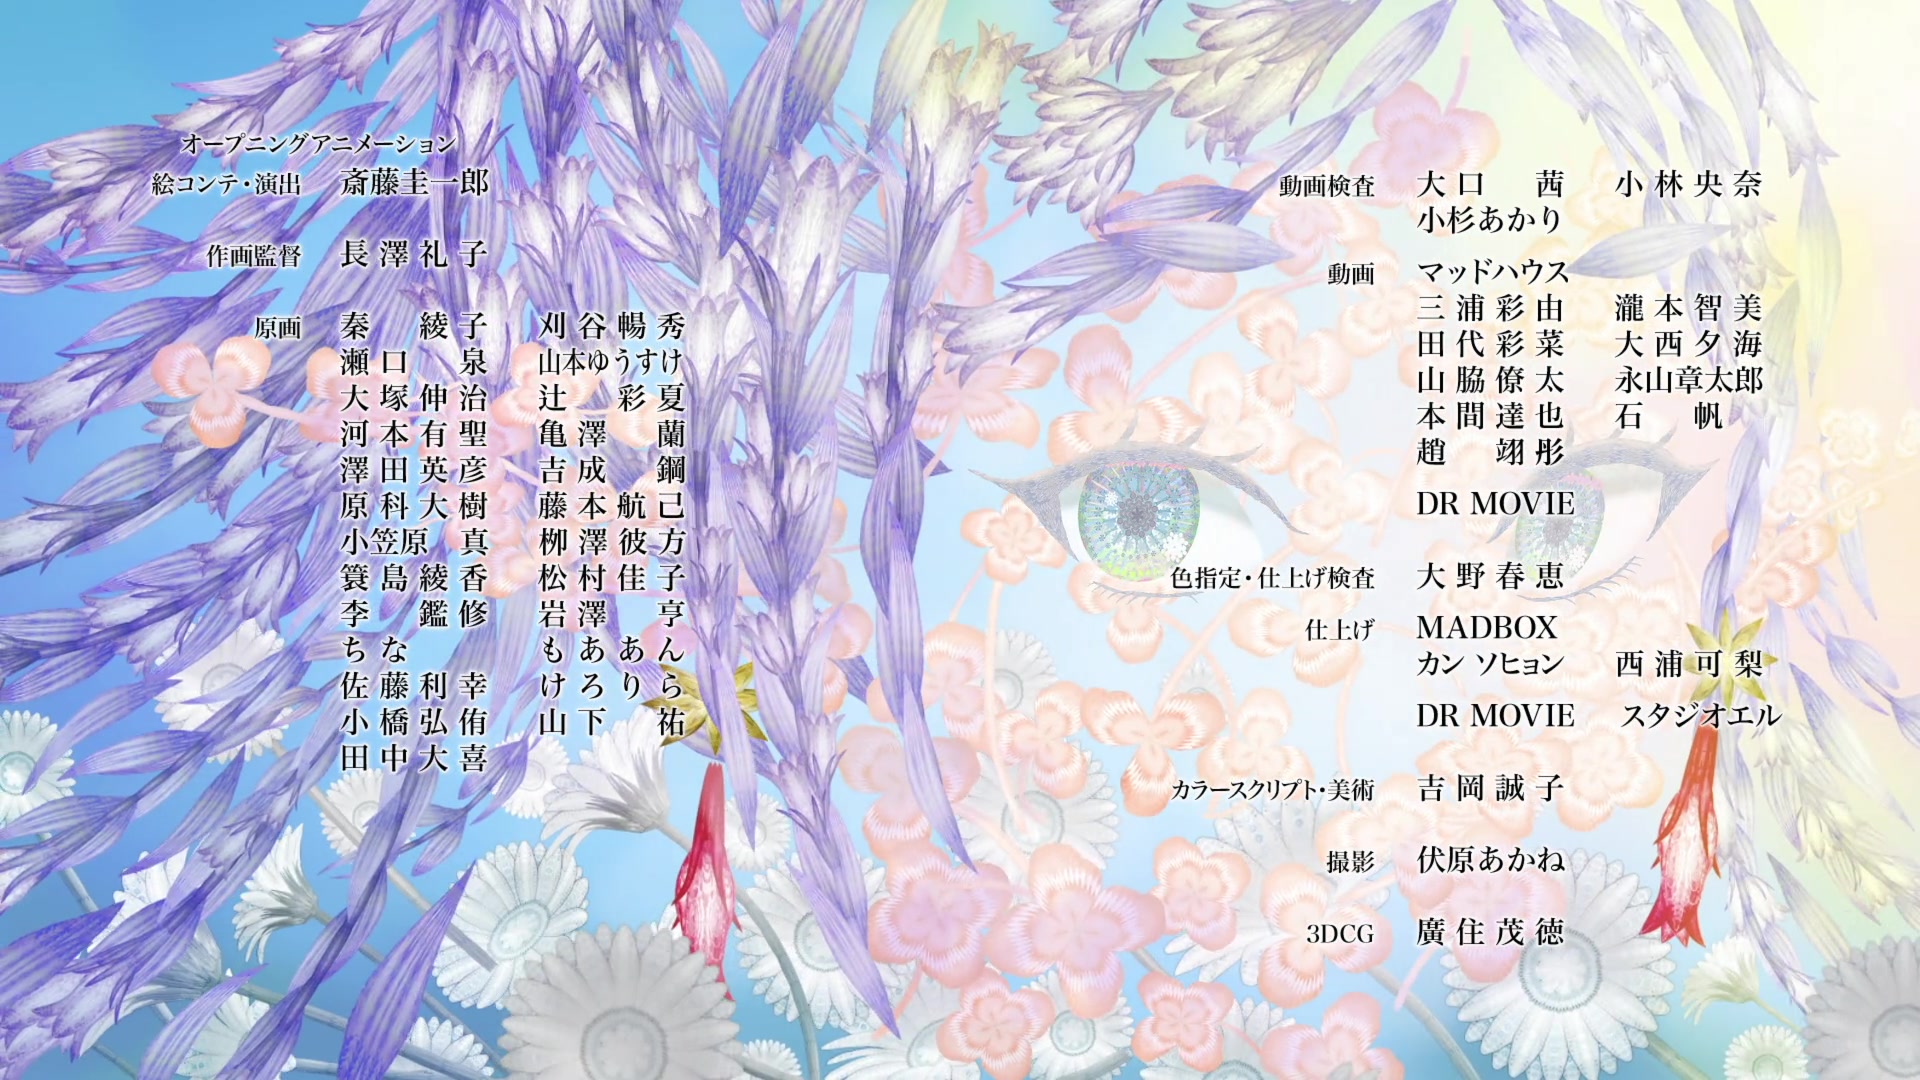 オープニングアニメーション
絵コンテ・演出 斎藤圭一郎
作画監督 長澤礼子
原画 秦綾子 刈谷暢秀
瀬口泉 山本ゆうすけ
大塚伸治 辻彩夏
河本有聖 亀澤蘭
澤田英彦 吉成鋼
原科大樹 藤本航己
小笠原真 栁澤彼方
簑島綾香 松村佳子
李鑑修 岩澤亨
ちな もああん
佐藤利幸 けろりら
小橋弘侑 山下祐
田中大喜
動画検査 大口茜 小林央奈
小杉あかり
動画 マッドハウス
三浦彩由 瀧本智美
田代彩菜 大西夕海
山脇僚太 永山章太郎
本間達也 石帆
趙翊彤
DR MOVIE
色指定・仕上げ検査 大野春恵
仕上げ MADBOX
カン ソヒョン 西浦可梨
DR MOVIE スタジオエル
カラースクリプト・美術 吉岡誠子
撮影 伏原あかね
3DCG 廣住茂徳